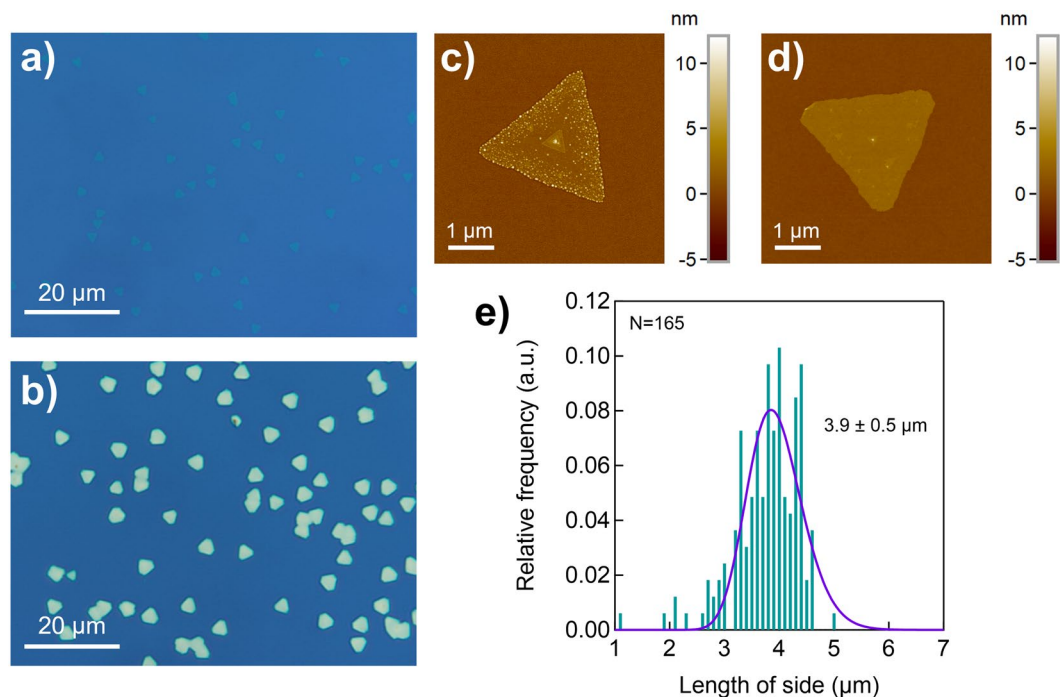 a)
20 µm
b)
20 µm
c)
1 µm
nm
10
5
0
-5
d)
1 µm
nm
10
5
0
-5
e)
N=165
3.9 ± 0.5 µm
Relative frequency (a.u.)
0.12
0.10
0.08
0.06
0.04
0.02
0.00
1 2 3 4 5 6 7
Length of side (µm)